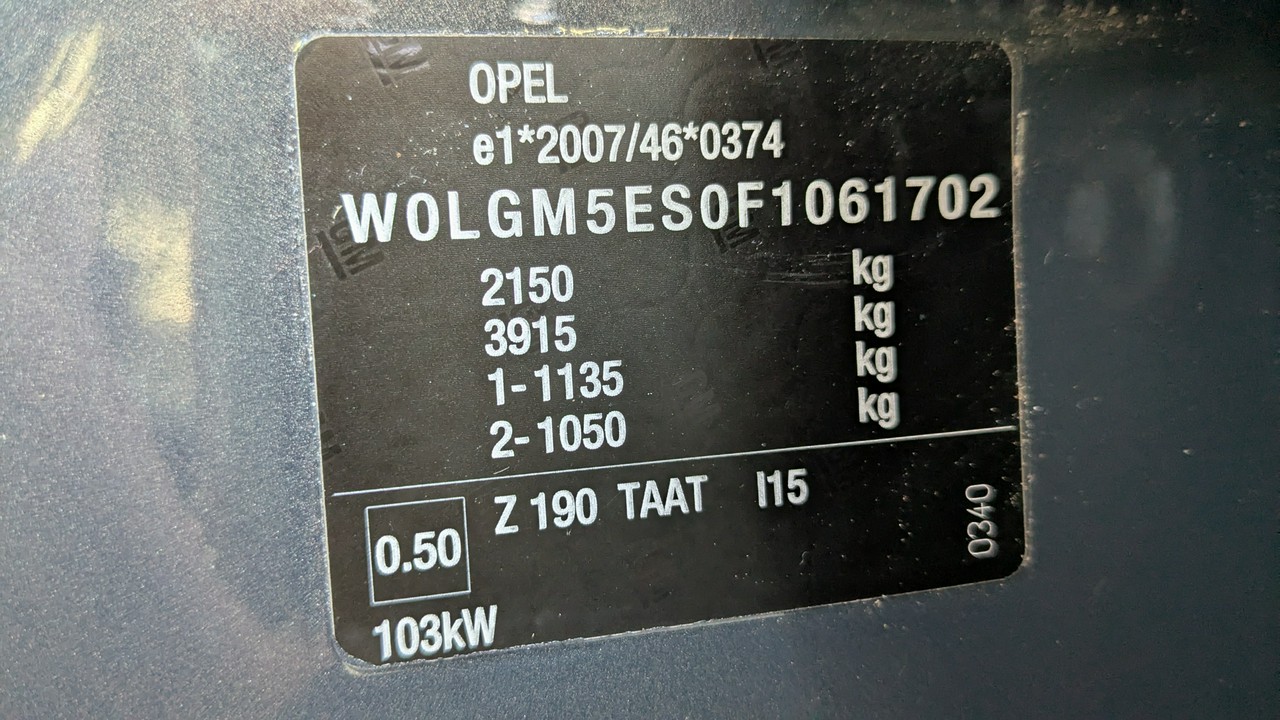 OPEL
e1*2007/46*0374
W0LGM5ES0F1061702
2150 kg
3915 kg
1-1135 kg
2-1050 kg
0.50 Z 190 TAAT I15
103kW
0340